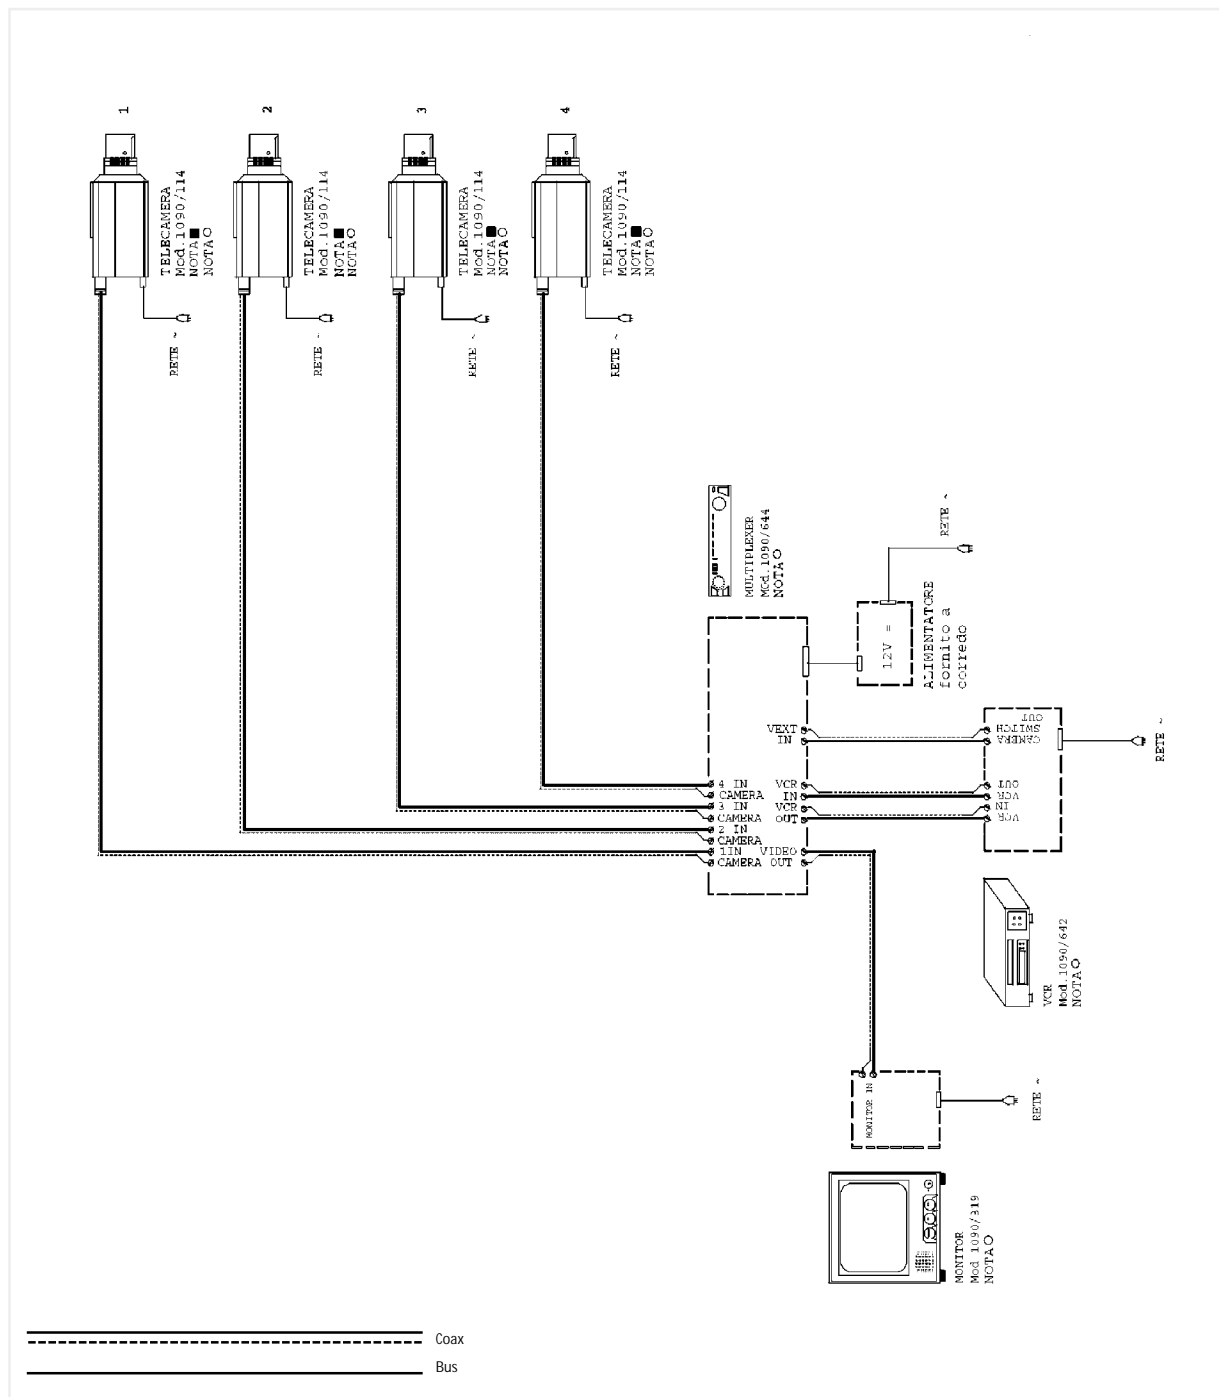 1
TELECAMERA
Mod.1090/114
NOTA■
NOTA○
RETE ~
2
TELECAMERA
Mod.1090/114
NOTA■
NOTA○
RETE ~
3
TELECAMERA
Mod.1090/114
NOTA■
NOTA○
RETE ~
4
TELECAMERA
Mod.1090/114
NOTA■
NOTA○
RETE ~
MULTIPLEXER
Mod.1090/644
NOTA○
RETE ~
12V =
ALIMENTATORE
fornito a
corredo
VEXT
IN
4 IN
CAMERA
3 IN
CAMERA
2 IN
CAMERA
1IN
CAMERA
VCR
IN
VCR
OUT
VIDEO
OUT
OUT
SWITCH
CAMERA
OUT
VCR
IN
VCR
RETE ~
VCR
Mod.1090/642
NOTA○
MONITOR IN
RETE ~
MONITOR
Mod 1090/319
NOTA○
Coax
Bus